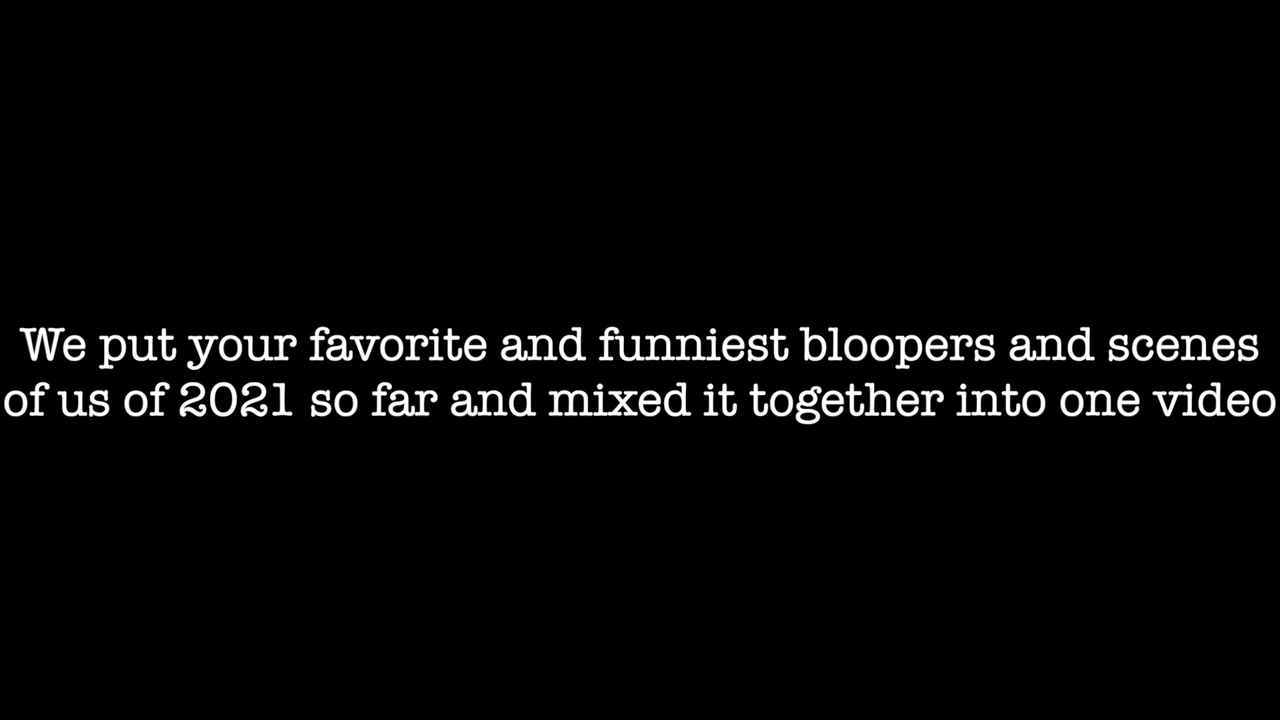 We put your favorite and funniest bloopers and scenes
of us of 2021 so far and mixed it together into one video